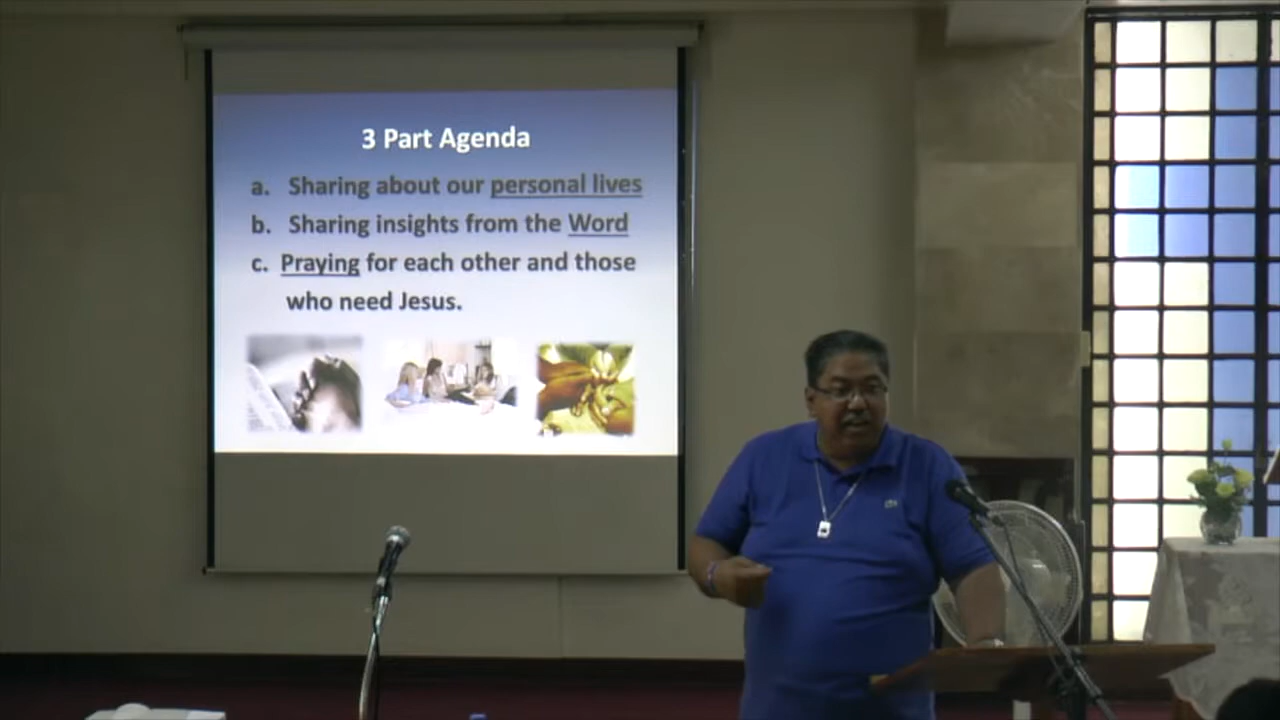 3 Part Agenda
a. Sharing about our personal lives
b. Sharing insights from the Word
c. Praying for each other and those
who need Jesus.